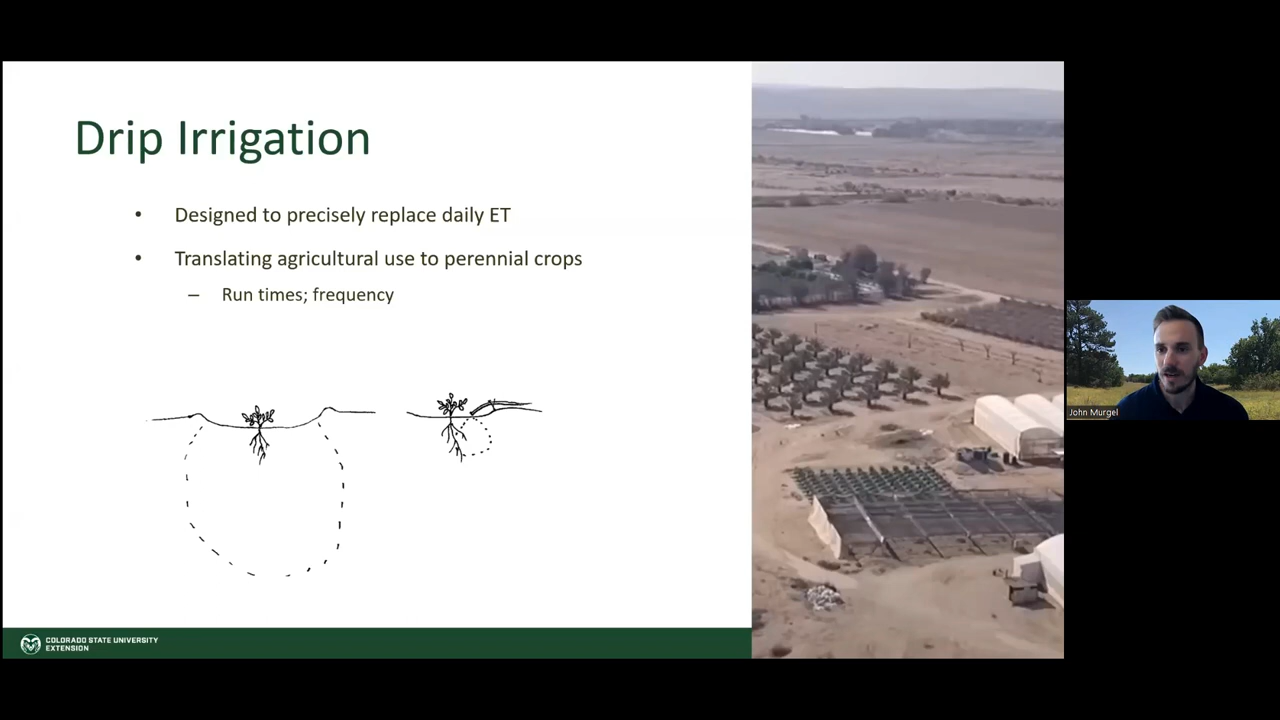 Drip Irrigation
• Designed to precisely replace daily ET
• Translating agricultural use to perennial crops
– Run times; frequency
COLORADO STATE UNIVERSITY
EXTENSION
John Murgel